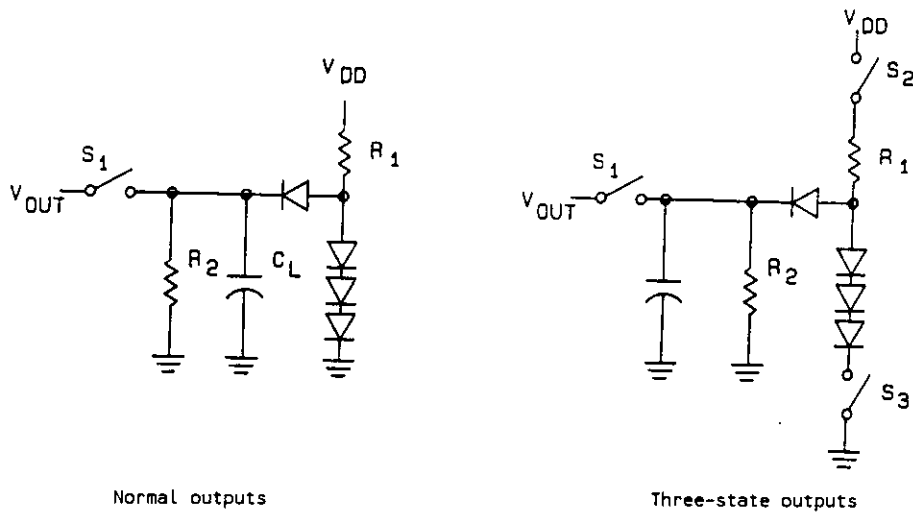 V DD
R 1
S 1
V OUT
R 2
C L
Normal outputs
V DD
S 2
R 1
S 1
V OUT
R 2
S 3
Three-state outputs